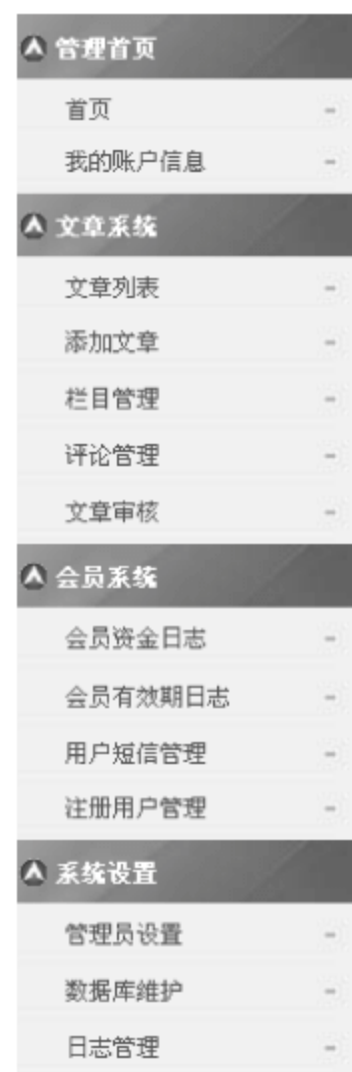 管理首页
首页
我的账户信息
文章系统
文章列表
添加文章
栏目管理
评论管理
文章审核
会员系统
会员资金日志
会员有效期日志
用户短信管理
注册用户管理
系统设置
管理员设置
数据库维护
日志管理